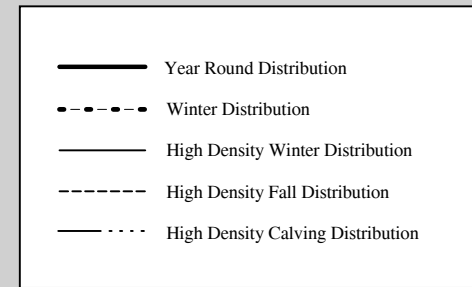 Year Round Distribution
Winter Distribution
High Density Winter Distribution
High Density Fall Distribution
High Density Calving Distribution